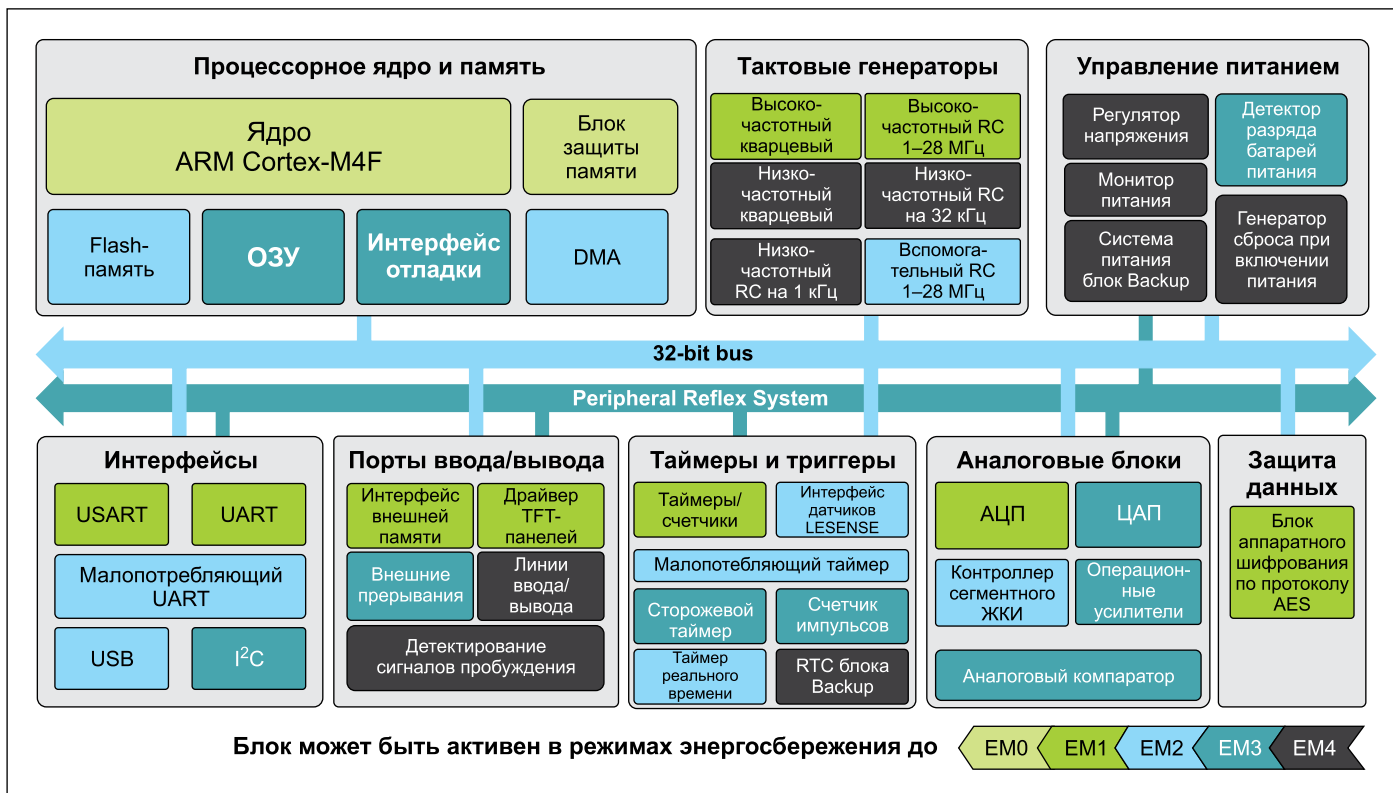 Процессорное ядро и память
Ядро
ARM Cortex-M4F
Блок
защиты
памяти
Flash-
память
ОЗУ
Интерфейс
отладки
DMA
Тактовые генераторы
Высоко-
частотный
кварцевый
Высоко-
частотный RC
1–28 МГц
Низко-
частотный
кварцевый
Низко-
частотный RC
на 32 кГц
Низко-
частотный
RC на 1 кГц
Вспомога-
тельный RC
1–28 МГц
Управление питанием
Регулятор
напряжения
Детектор
разряда
батарей
питания
Монитор
питания
Система
питания
блок Backup
Генератор
сброса при
включении
питания
32-bit bus
Peripheral Reflex System
Интерфейсы
USART
UART
Малопотребляющий
UART
USB
I²C
Порты ввода/вывода
Интерфейс
внешней
памяти
Драйвер
TFT-
панелей
Внешние
прерывания
Линии
ввода/
вывода
Детектирование
сигналов пробуждения
Таймеры и триггеры
Таймеры/
счетчики
Интерфейс
датчиков
LESENSE
Малопотебляющий таймер
Сторожевой
таймер
Счетчик
импульсов
Таймер
реального
времени
RTC блока
Backup
Аналоговые блоки
АЦП
ЦАП
Контроллер
сегментного
ЖКИ
Операцион-
ные
усилители
Аналоговый компаратор
Защита
данных
Блок
аппаратного
шифрования
по протоколу
AES
Блок может быть активен в режимах энергосбережения до
EM0
EM1
EM2
EM3
EM4